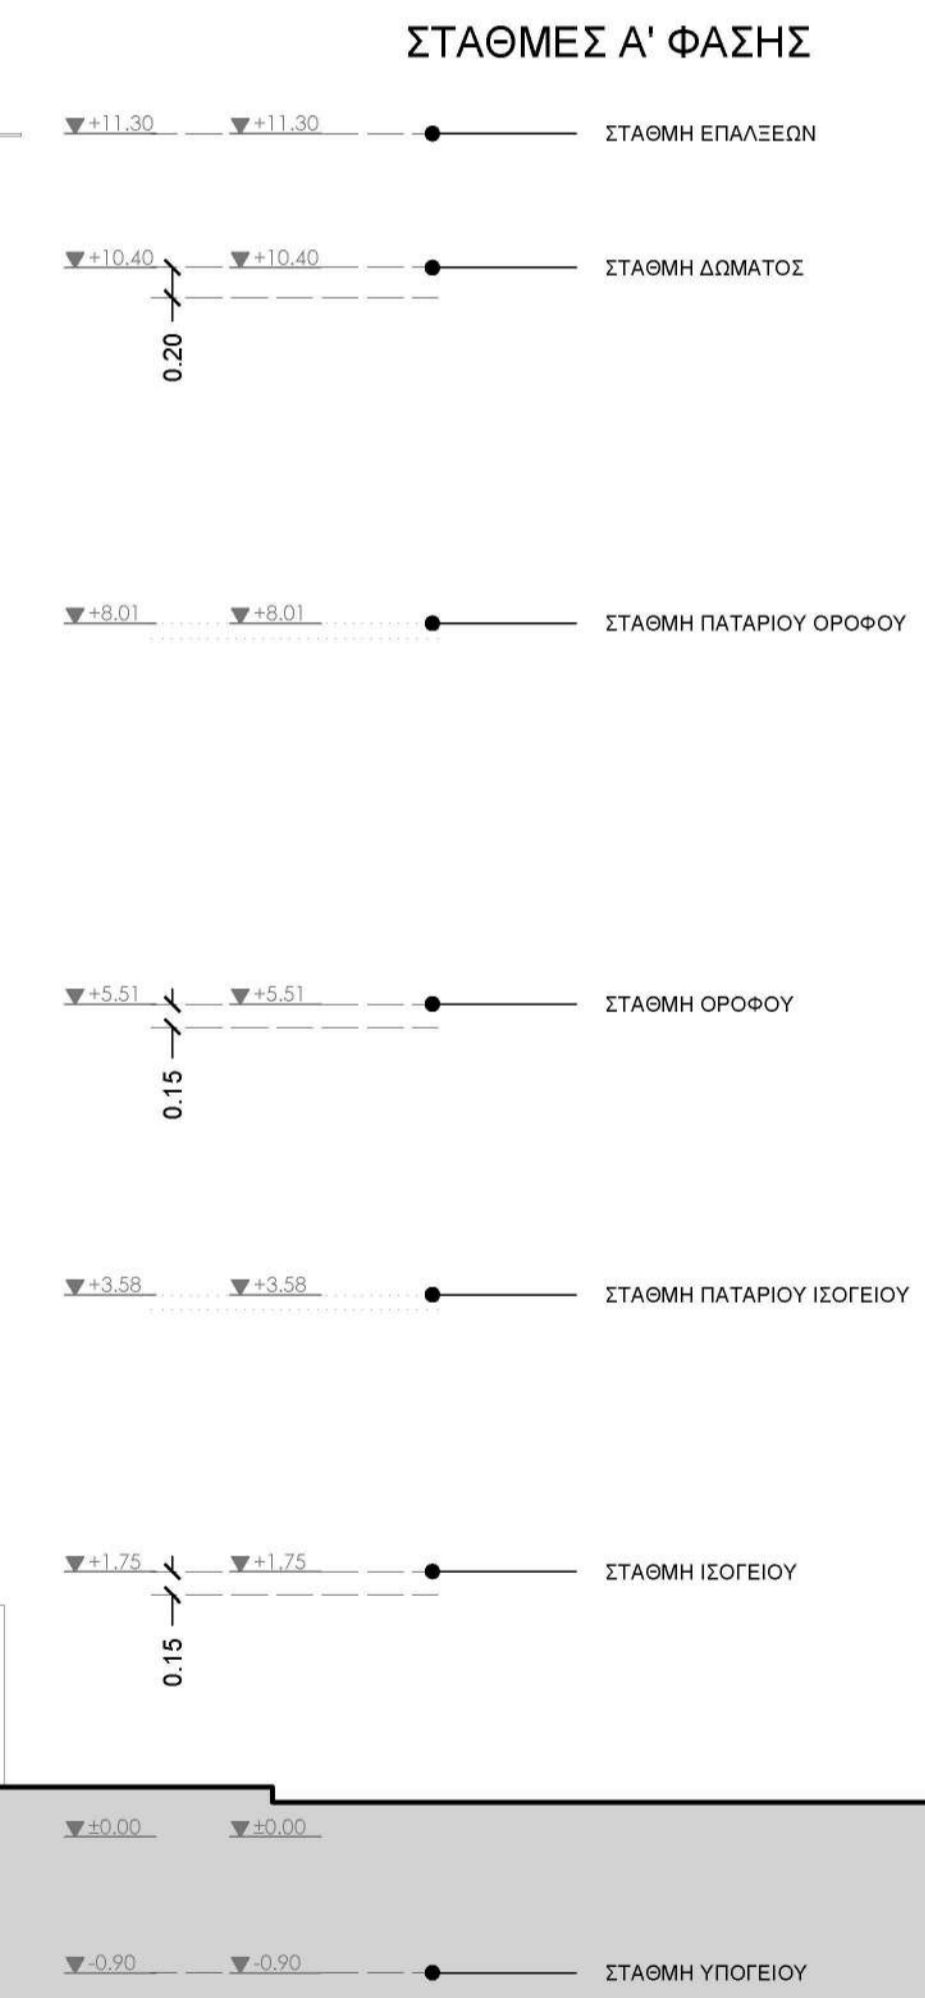 ΣΤΑΘΜΕΣ Α' ΦΑΣΗΣ
+11.30 +11.30 ΣΤΑΘΜΗ ΕΠΑΛΞΕΩΝ
+10.40 +10.40 ΣΤΑΘΜΗ ΔΩΜΑΤΟΣ
0.20
+8.01 +8.01 ΣΤΑΘΜΗ ΠΑΤΑΡΙΟΥ ΟΡΟΦΟΥ
+5.51 +5.51 ΣΤΑΘΜΗ ΟΡΟΦΟΥ
0.15
+3.58 +3.58 ΣΤΑΘΜΗ ΠΑΤΑΡΙΟΥ ΙΣΟΓΕΙΟΥ
+1.75 +1.75 ΣΤΑΘΜΗ ΙΣΟΓΕΙΟΥ
0.15
±0.00 ±0.00
-0.90 -0.90 ΣΤΑΘΜΗ ΥΠΟΓΕΙΟΥ